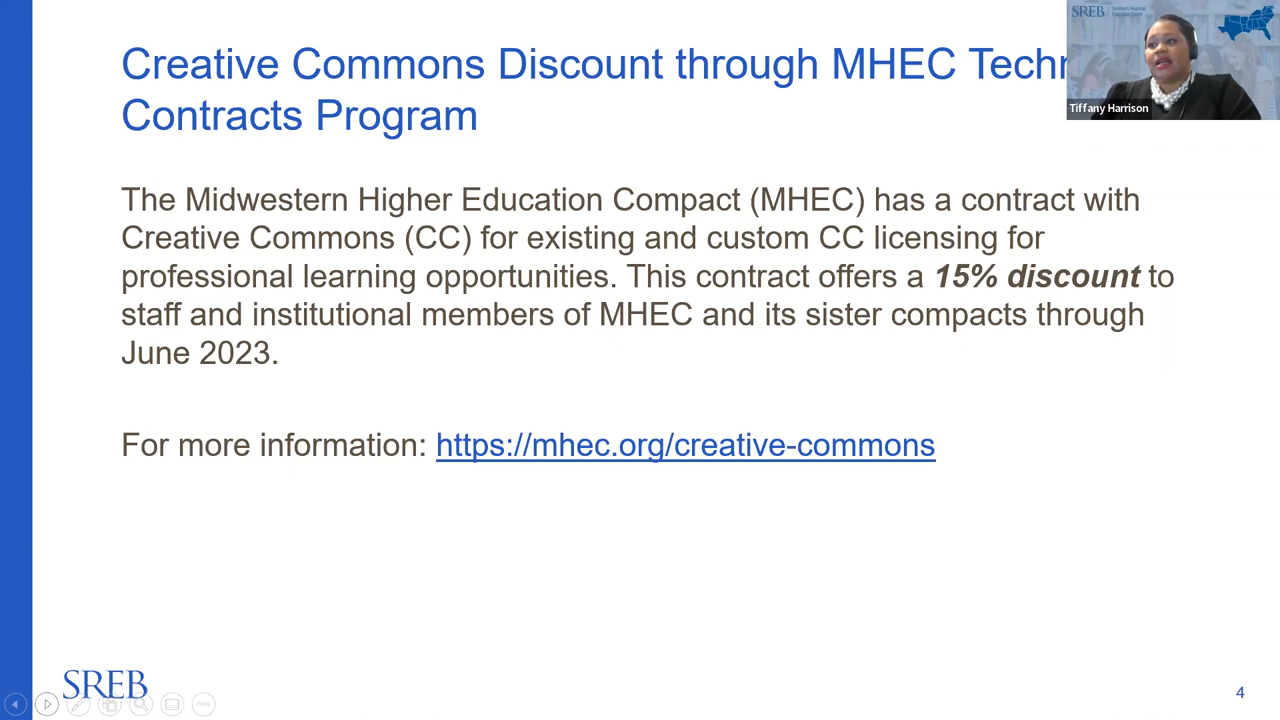 Creative Commons Discount through MHEC
Contracts Program
SREB
Tiffany Harrison
The Midwestern Higher Education Compact (MHEC) has a contract with
Creative Commons (CC) for existing and custom CC licensing for
professional learning opportunities. This contract offers a 15% discount to
staff and institutional members of MHEC and its sister compacts through
June 2023.
For more information: https://mhec.org/creative-commons
SREB
4